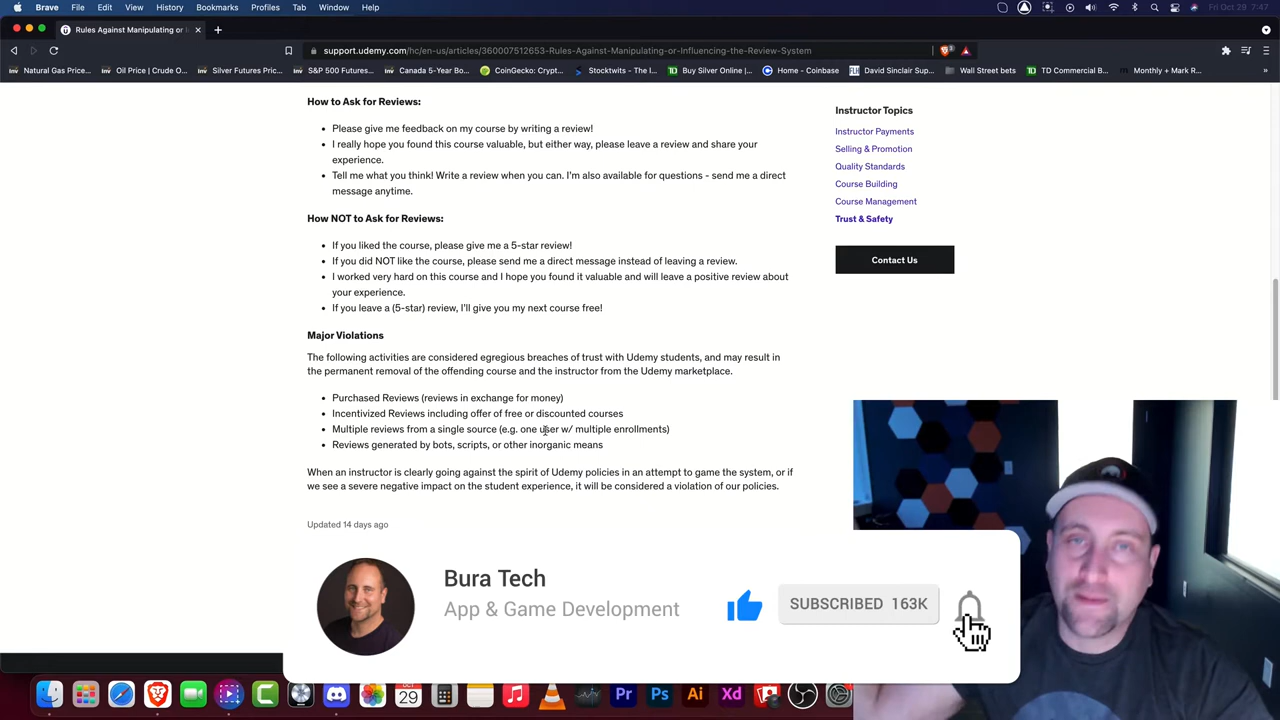 Brave File Edit View History Bookmarks Profiles Tab Window Help
Fri Oct 29 7:47
Rules Against Manipulating or
support.udemy.com/hc/en-us/articles/360007512653-Rules-Against-Manipulating-or-Influencing-the-Review-System
Natural Gas Price... Oil Price | Crude O... Silver Futures Pric... S&P 500 Futures... Canada 5-Year Bo... CoinGecko: Crypt... Stocktwits - The l... Buy Silver Online |... Home - Coinbase David Sinclair Sup... Wall Street bets TD Commercial B... Monthly + Mark R...
How to Ask for Reviews:
Please give me feedback on my course by writing a review!
I really hope you found this course valuable, but either way, please leave a review and share your
experience.
Tell me what you think! Write a review when you can. I'm also available for questions - send me a direct
message anytime.
How NOT to Ask for Reviews:
If you liked the course, please give me a 5-star review!
If you did NOT like the course, please send me a direct message instead of leaving a review.
I worked very hard on this course and I hope you found it valuable and will leave a positive review about
your experience.
If you leave a (5-star) review, I'll give you my next course free!
Major Violations
The following activities are considered egregious breaches of trust with Udemy students, and may result in
the permanent removal of the offending course and the instructor from the Udemy marketplace.
Purchased Reviews (reviews in exchange for money)
Incentivized Reviews including offer of free or discounted courses
Multiple reviews from a single source (e.g. one user w/ multiple enrollments)
Reviews generated by bots, scripts, or other inorganic means
When an instructor is clearly going against the spirit of Udemy policies in an attempt to game the system, or if
we see a severe negative impact on the student experience, it will be considered a violation of our policies.
Updated 14 days ago
Instructor Topics
Instructor Payments
Selling & Promotion
Quality Standards
Course Building
Course Management
Trust & Safety
Contact Us
Bura Tech
App & Game Development
SUBSCRIBED 163K
OCT
29
Pr Ps Ai Xd